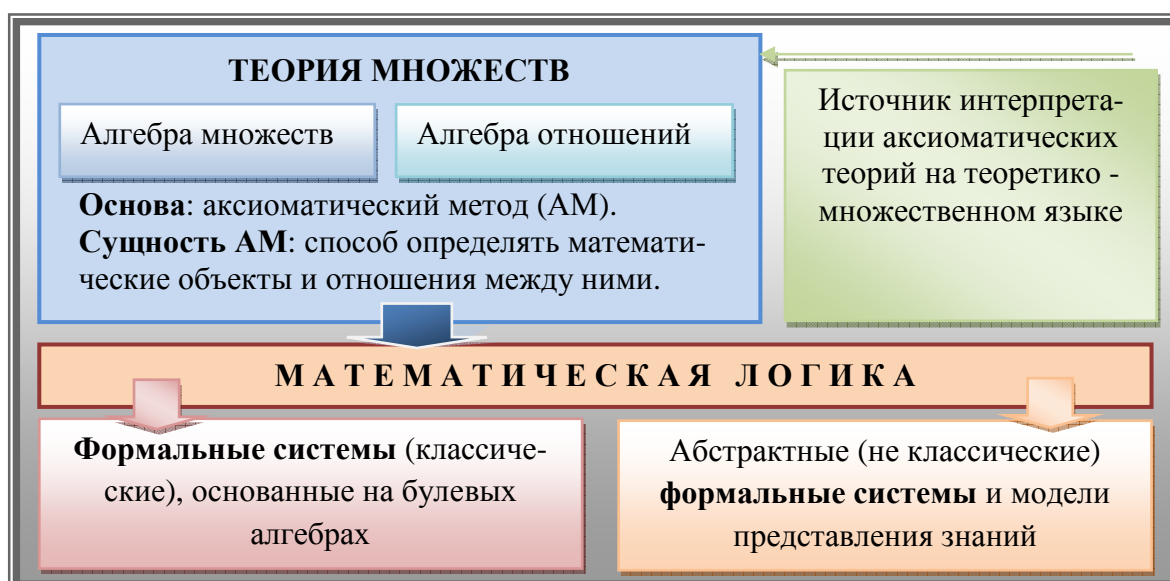 ТЕОРИЯ МНОЖЕСТВ
Алгебра множеств
Алгебра отношений
Основа: аксиоматический метод (АМ).
Сущность АМ: способ определять математи-
ческие объекты и отношения между ними.
Источник интерпрета-
ции аксиоматических
теорий на теоретико -
множественном языке
МАТЕМАТИЧЕСКАЯ ЛОГИКА
Формальные системы (классиче-
ские), основанные на булевых
алгебрах
Абстрактные (не классические)
формальные системы и модели
представления знаний